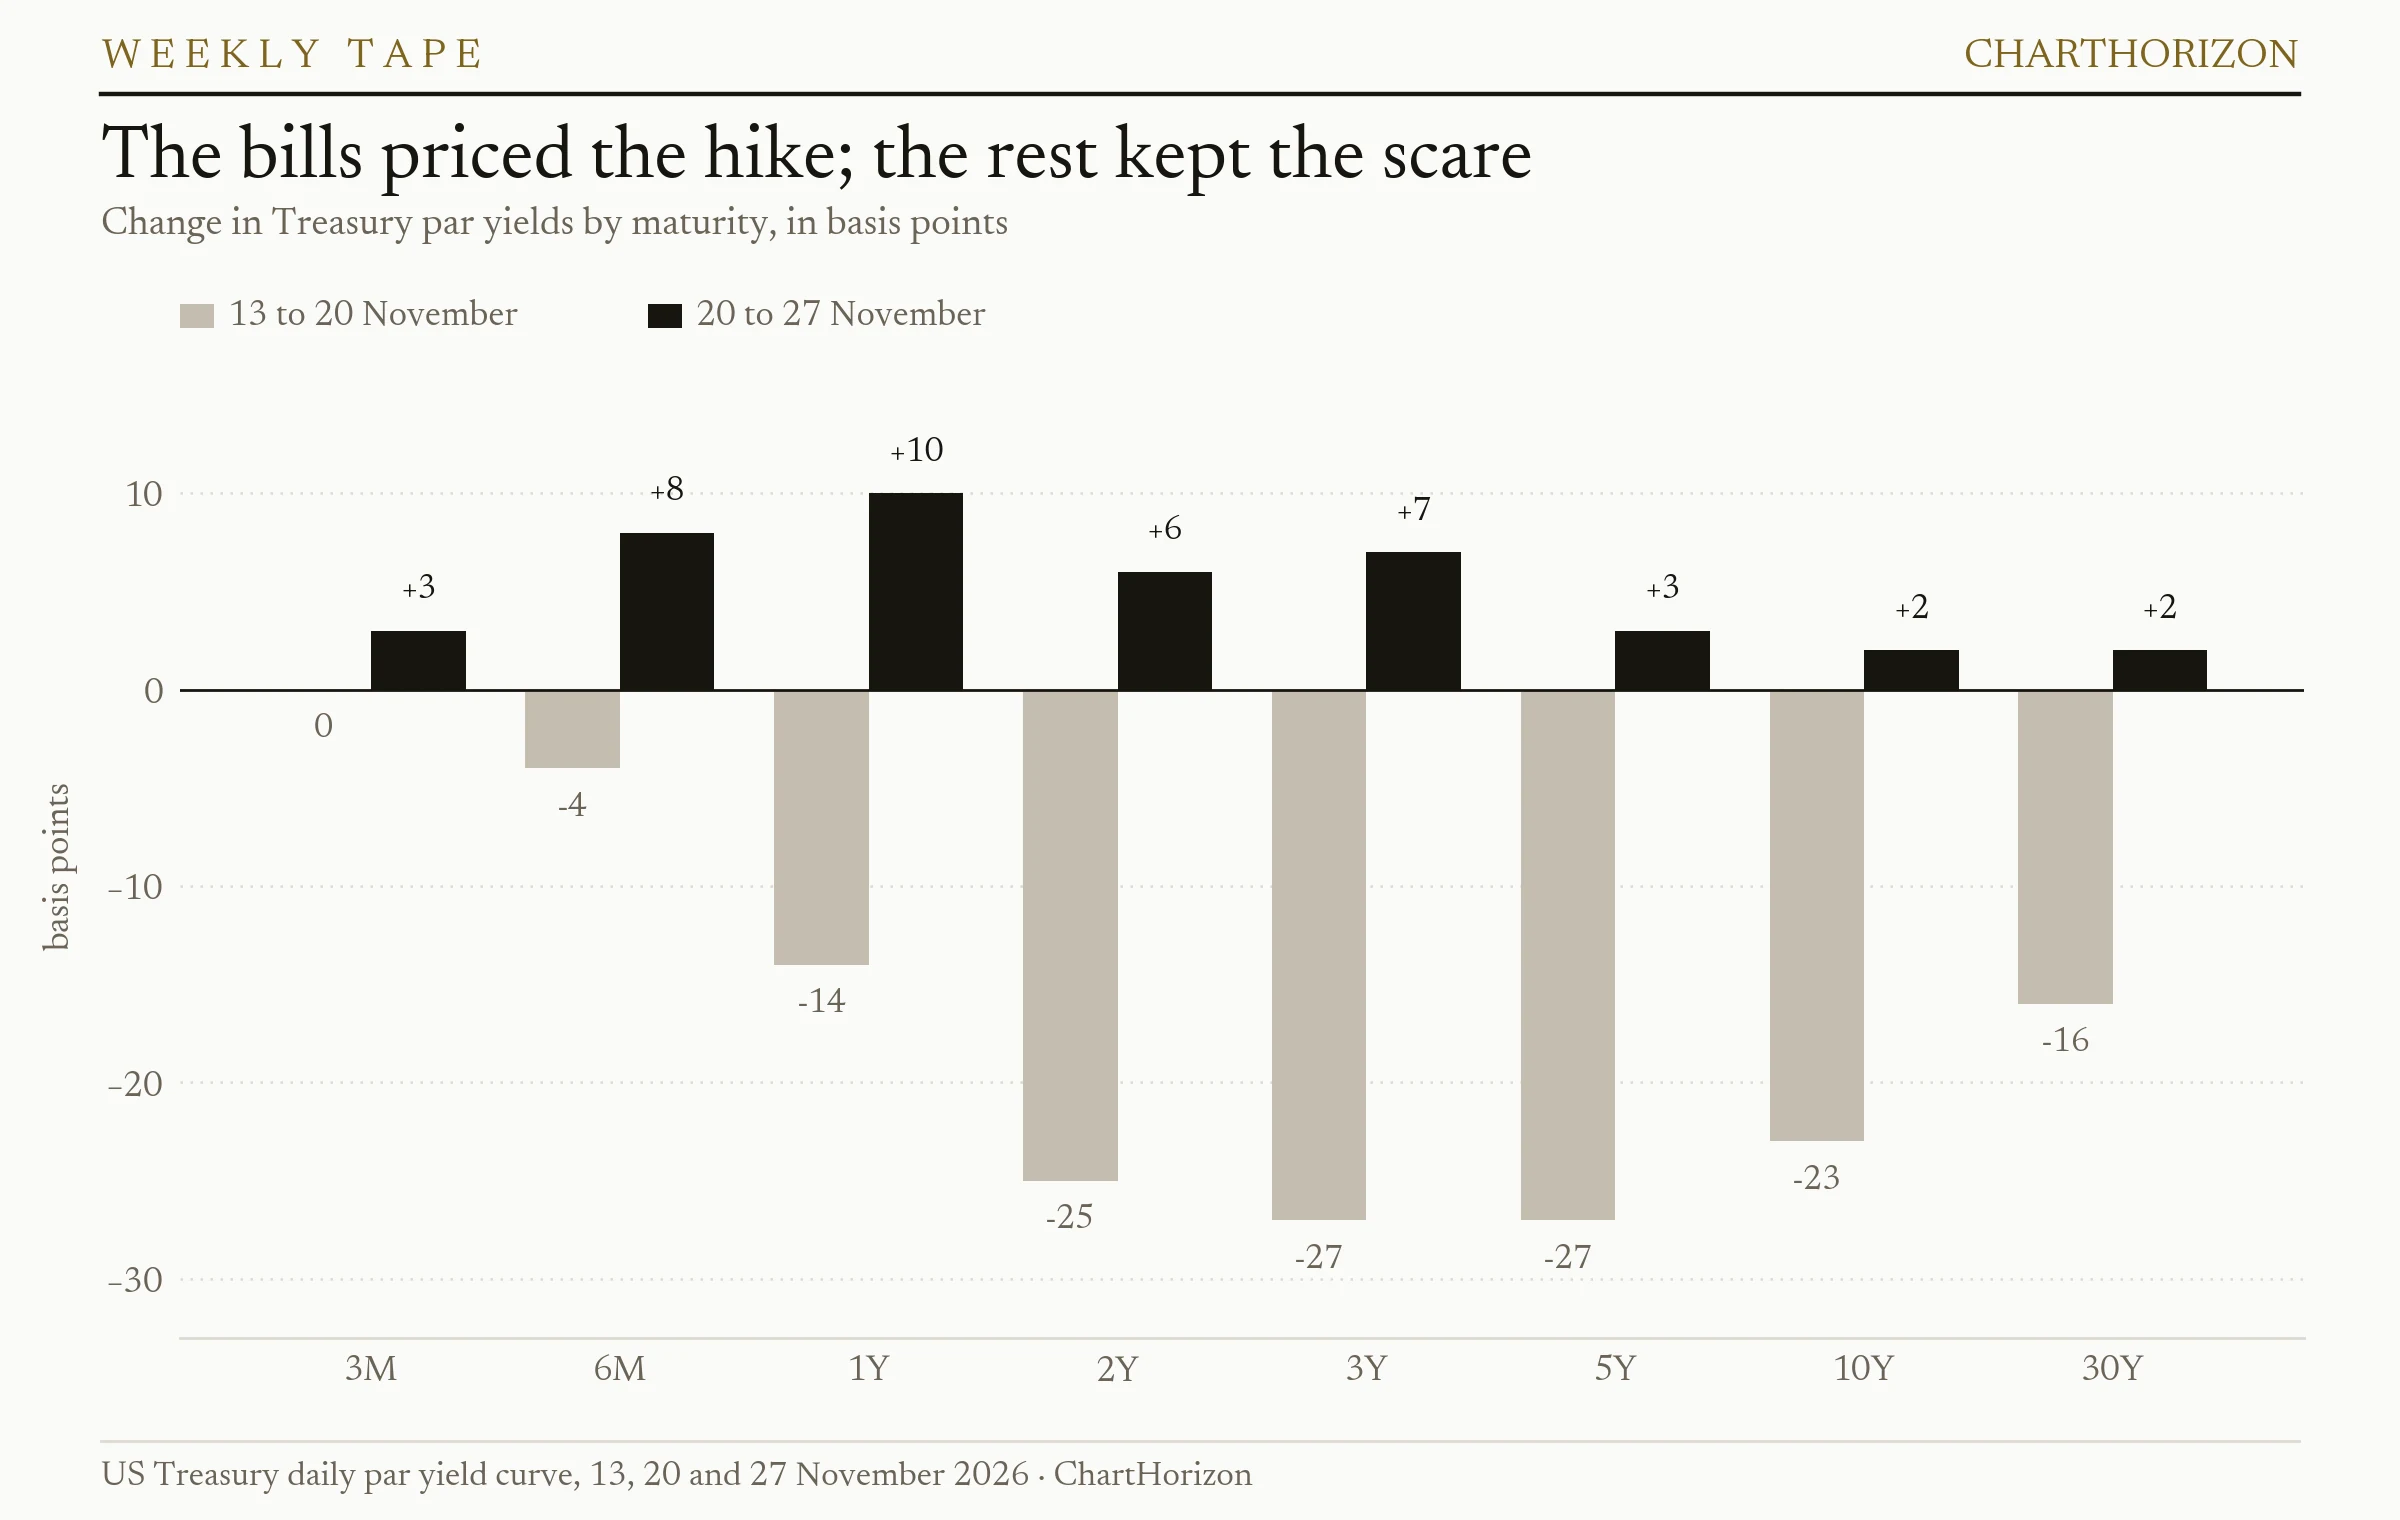 WEEKLY TAPE
CHARTHORIZON
The bills priced the hike; the rest kept the scare
Change in Treasury par yields by maturity, in basis points
13 to 20 November
20 to 27 November
basis points
10
0
–10
–20
–30
+3
+8
+10
+6
+7
+3
+2
+2
0
-4
-14
-25
-27
-27
-23
-16
3M
6M
1Y
2Y
3Y
5Y
10Y
30Y
US Treasury daily par yield curve, 13, 20 and 27 November 2026 · ChartHorizon